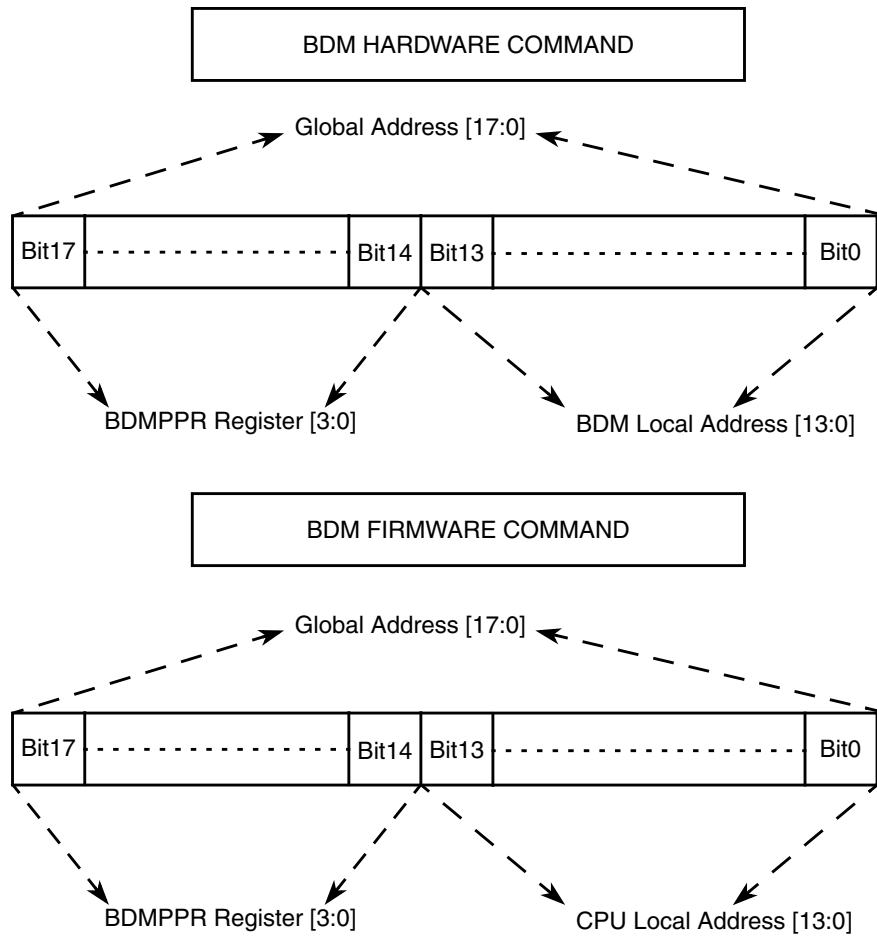 BDM HARDWARE COMMAND
Global Address [17:0]
Bit17 Bit14 Bit13 Bit0
BDMPPR Register [3:0]
BDM Local Address [13:0]
BDM FIRMWARE COMMAND
Global Address [17:0]
Bit17 Bit14 Bit13 Bit0
BDMPPR Register [3:0]
CPU Local Address [13:0]